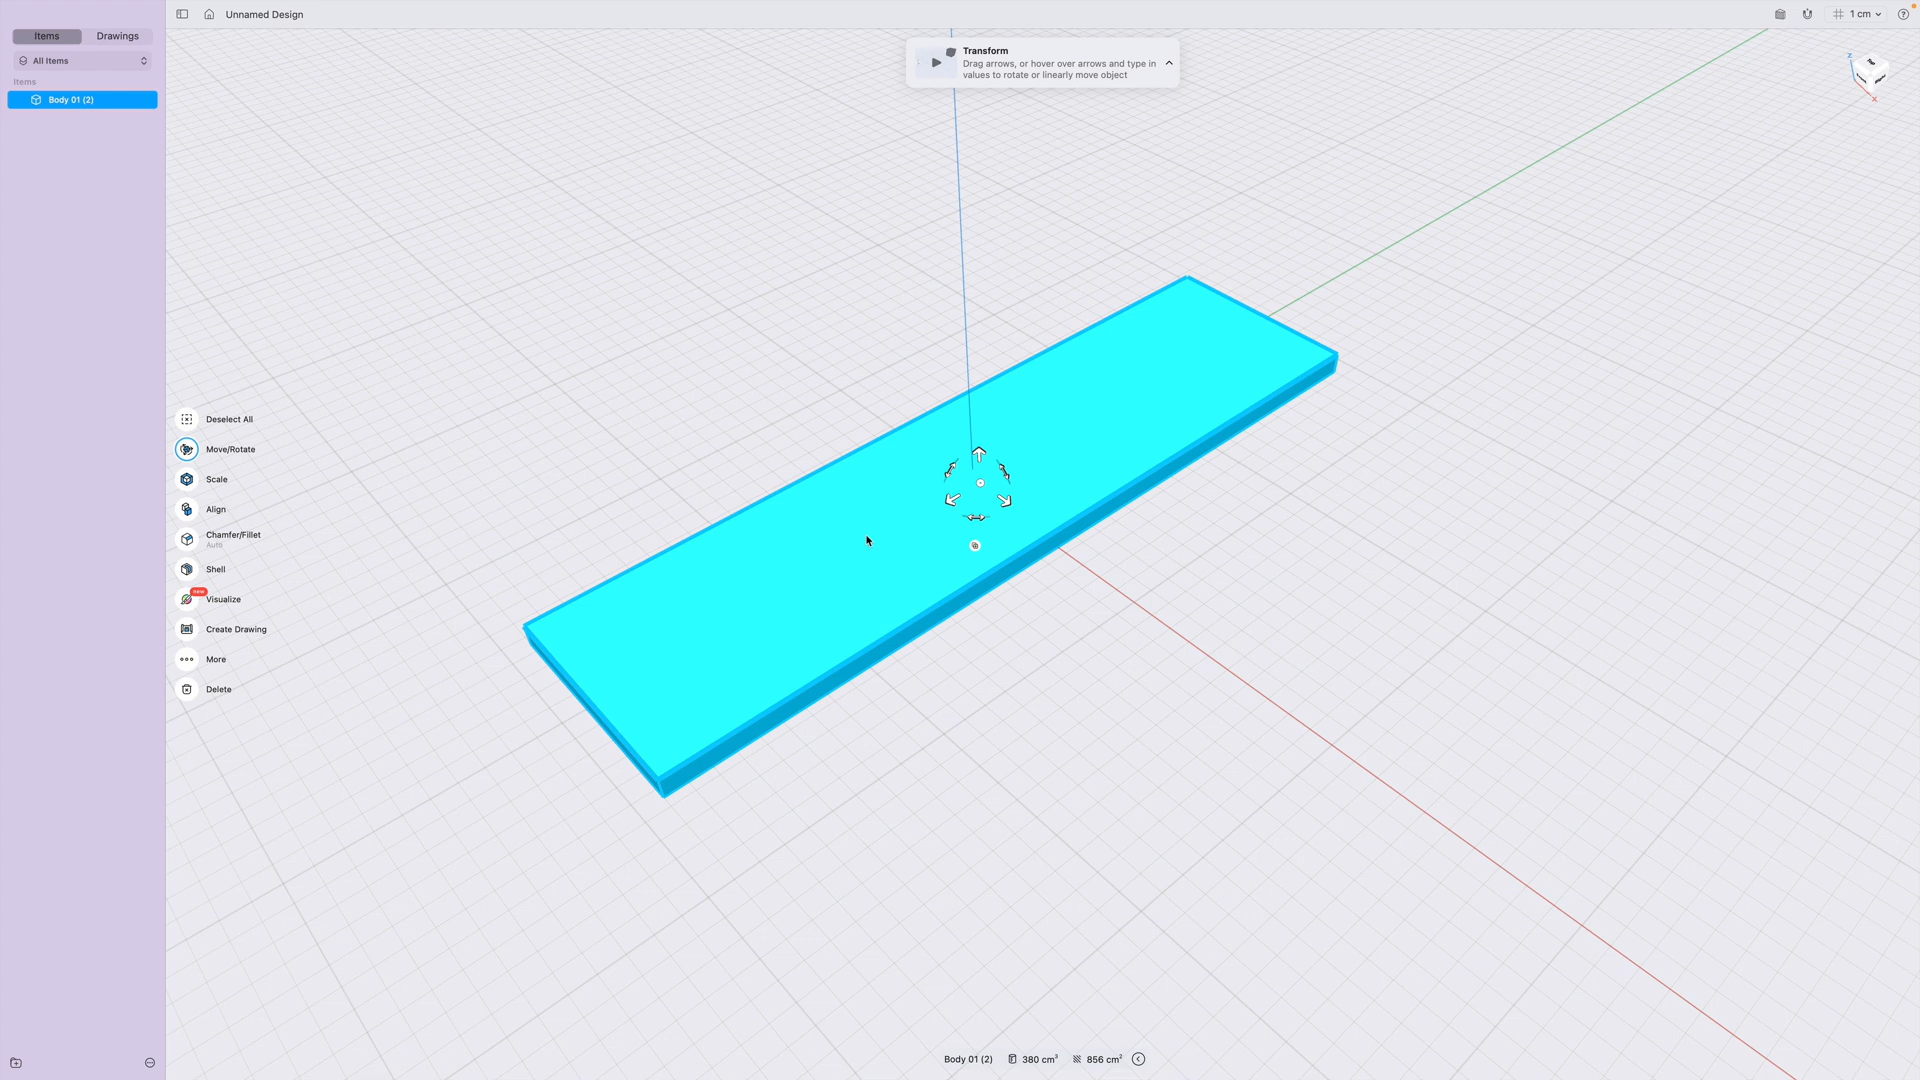 Unnamed Design
1 cm
Items
Drawings
All Items
Items
Body 01 (2)
Transform
Drag arrows, or hover over arrows and type in
values to rotate or linearly move object
Z
Top
X
Deselect All
Move/Rotate
Scale
Align
Chamfer/Fillet
Auto
Shell
new
Visualize
Create Drawing
More
Delete
Body 01 (2)
380 cm³
856 cm²